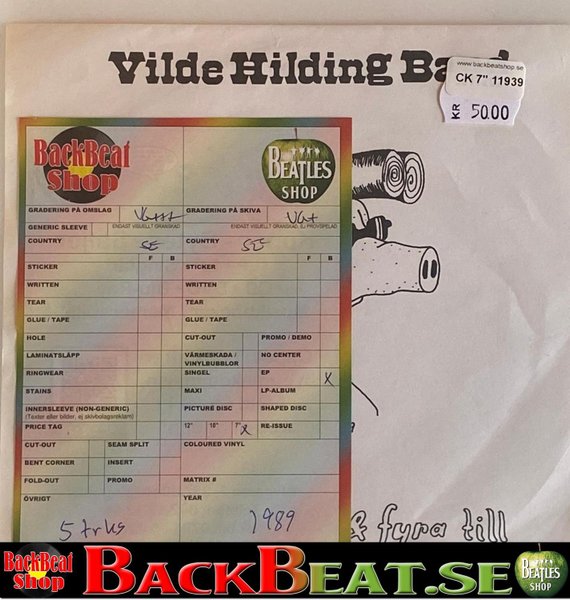 Vilde Hilding
www.backbeatshop.se
CK 7" 11939
KR 50.00
BackBeat Shop
BEATLES SHOP
GRADERING PÅ OMSLAG VG+++ GRADERING PÅ SKIVA VG+
GENERIC SLEEVE ENDAST VISUELLT GRANSKAD ENDAST VISUELLT GRANSKAD, EJ PROVSPELAD
COUNTRY SE COUNTRY SE
F B F B
STICKER STICKER
WRITTEN WRITTEN
TEAR TEAR
GLUE / TAPE GLUE / TAPE
HOLE CUT-OUT PROMO / DEMO
LAMINATSLÄPP VÄRMESKADA / VINYLBUBBLOR NO CENTER
RINGWEAR SINGEL EP X
STAINS MAXI LP-ALBUM
INNERSLEEVE (NON-GENERIC) PICTURE DISC SHAPED DISC
(Texter eller bilder, ej skivbolagsreklam)
PRICE TAG 12" 10" 7" X RE-ISSUE
CUT-OUT SEAM SPLIT COLOURED VINYL
BENT CORNER INSERT
FOLD-OUT PROMO MATRIX #
ÖVRIGT YEAR
5 trks 1989
& fyra till
BackBeat Shop BACKBEAT.SE BEATLES SHOP